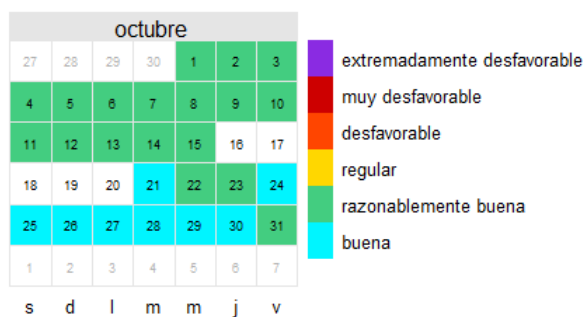 octubre
27 28 29 30 1 2 3
4 5 6 7 8 9 10
11 12 13 14 15 16 17
18 19 20 21 22 23 24
25 26 27 28 29 30 31
1 2 3 4 5 6 7
s d l m m j v
extremadamente desfavorable
muy desfavorable
desfavorable
regular
razonablemente buena
buena